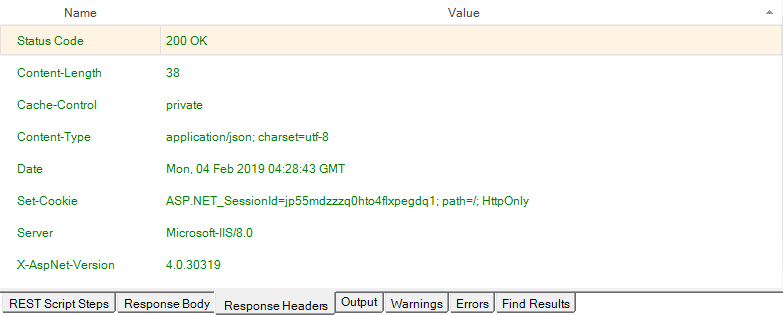 Name Value
Status Code 200 OK
Content-Length 38
Cache-Control private
Content-Type application/json; charset=utf-8
Date Mon, 04 Feb 2019 04:28:43 GMT
Set-Cookie ASP.NET_SessionId=jp55mdzzzq0hto4flxpegdq1; path=/; HttpOnly
Server Microsoft-IIS/8.0
X-AspNet-Version 4.0.30319
REST Script Steps Response Body Response Headers Output Warnings Errors Find Results